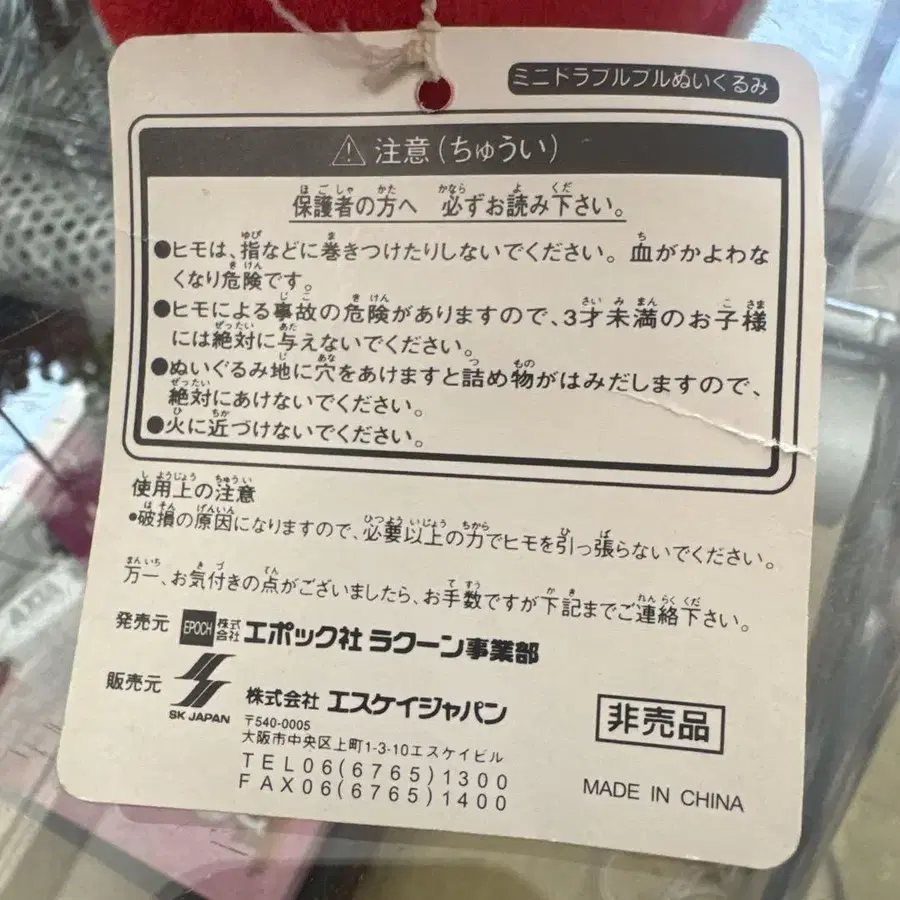 ミニドラブルブルぬいぐるみ
⚠ 注意(ちゅうい)
保護者の方へ 必ずお読み下さい。
●ヒモは、指などに巻きつけたりしないでください。血がかよわな
くなり危険です。
●ヒモによる事故の危険がありますので、3才未満のお子様
には絶対に与えないでください。
●ぬいぐるみ地に穴をあけますと詰め物がはみだしますので、
絶対にあけないでください。
●火に近づけないでください。
使用上の注意
●破損の原因になりますので、必要以上の力でヒモを引っ張らないでください。
万一、お気付きの点がございましたら、お手数ですが下記までご連絡下さい。
発売元 EPOCH 株式会社 エポック社 ラクーン事業部
販売元 SK JAPAN 株式会社 エスケイジャパン
〒540-0005
大阪市中央区上町1-3-10エスケイビル
TEL06(6765)1300
FAX06(6765)1400
非売品
MADE IN CHINA